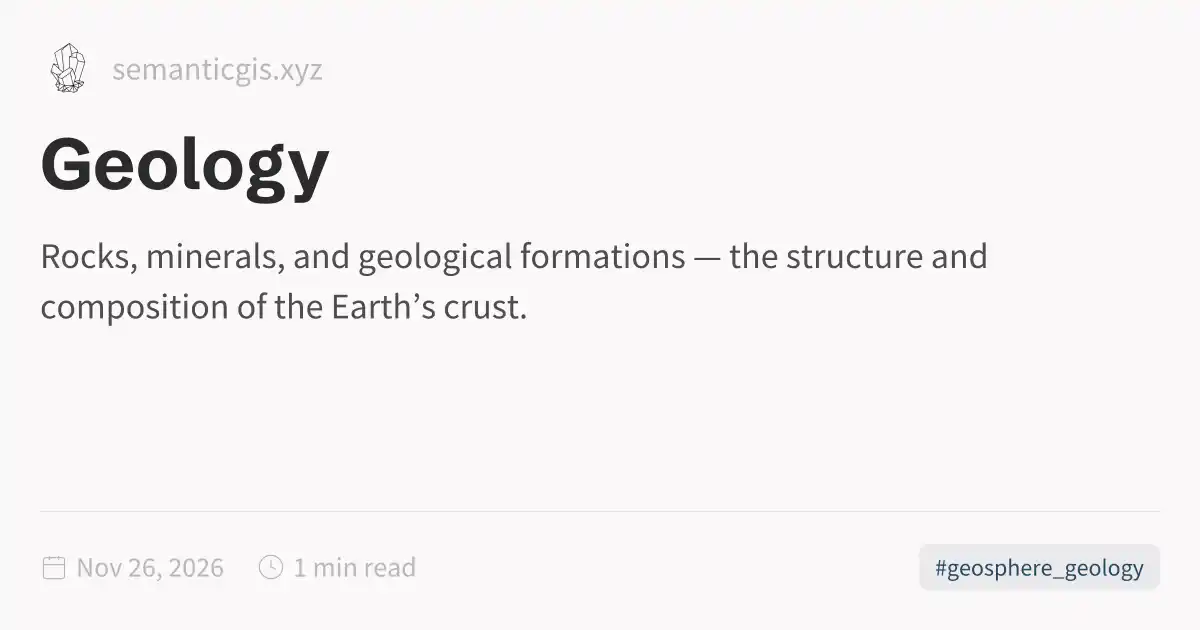 semanticgis.xyz
Geology
Rocks, minerals, and geological formations — the structure and
composition of the Earth’s crust.
Nov 26, 2026 1 min read #geosphere_geology